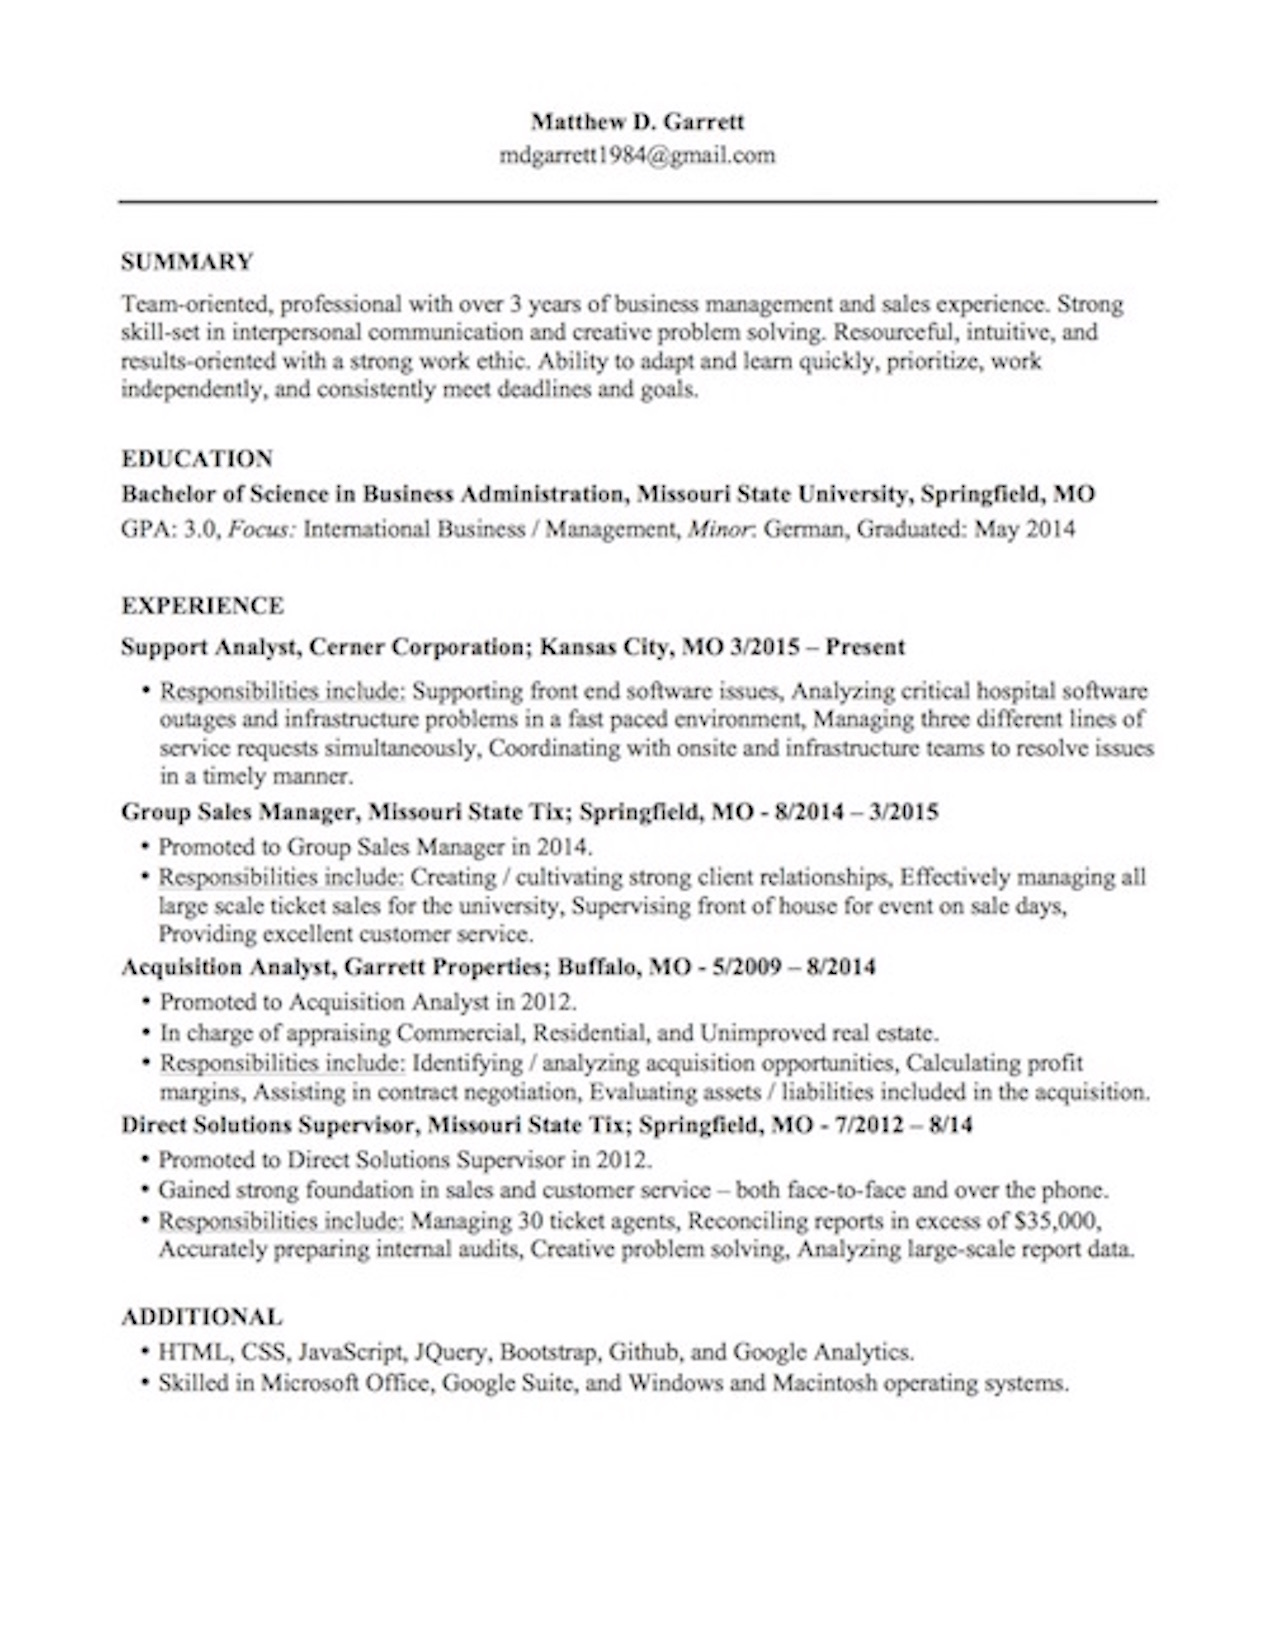 Matthew D. Garrett
mdgarrett1984@gmail.com
SUMMARY
Team-oriented, professional with over 3 years of business management and sales experience. Strong
skill-set in interpersonal communication and creative problem solving. Resourceful, intuitive, and
results-oriented with a strong work ethic. Ability to adapt and learn quickly, prioritize, work
independently, and consistently meet deadlines and goals.
EDUCATION
Bachelor of Science in Business Administration, Missouri State University, Springfield, MO
GPA: 3.0, Focus: International Business / Management, Minor: German, Graduated: May 2014
EXPERIENCE
Support Analyst, Cerner Corporation; Kansas City, MO 3/2015 – Present
• Responsibilities include: Supporting front end software issues, Analyzing critical hospital software
outages and infrastructure problems in a fast paced environment, Managing three different lines of
service requests simultaneously, Coordinating with onsite and infrastructure teams to resolve issues
in a timely manner.
Group Sales Manager, Missouri State Tix; Springfield, MO - 8/2014 – 3/2015
• Promoted to Group Sales Manager in 2014.
• Responsibilities include: Creating / cultivating strong client relationships, Effectively managing all
large scale ticket sales for the university, Supervising front of house for event on sale days,
Providing excellent customer service.
Acquisition Analyst, Garrett Properties; Buffalo, MO - 5/2009 – 8/2014
• Promoted to Acquisition Analyst in 2012.
• In charge of appraising Commercial, Residential, and Unimproved real estate.
• Responsibilities include: Identifying / analyzing acquisition opportunities, Calculating profit
margins, Assisting in contract negotiation, Evaluating assets / liabilities included in the acquisition.
Direct Solutions Supervisor, Missouri State Tix; Springfield, MO - 7/2012 – 8/14
• Promoted to Direct Solutions Supervisor in 2012.
• Gained strong foundation in sales and customer service – both face-to-face and over the phone.
• Responsibilities include: Managing 30 ticket agents, Reconciling reports in excess of $35,000,
Accurately preparing internal audits, Creative problem solving, Analyzing large-scale report data.
ADDITIONAL
• HTML, CSS, JavaScript, JQuery, Bootstrap, Github, and Google Analytics.
• Skilled in Microsoft Office, Google Suite, and Windows and Macintosh operating systems.